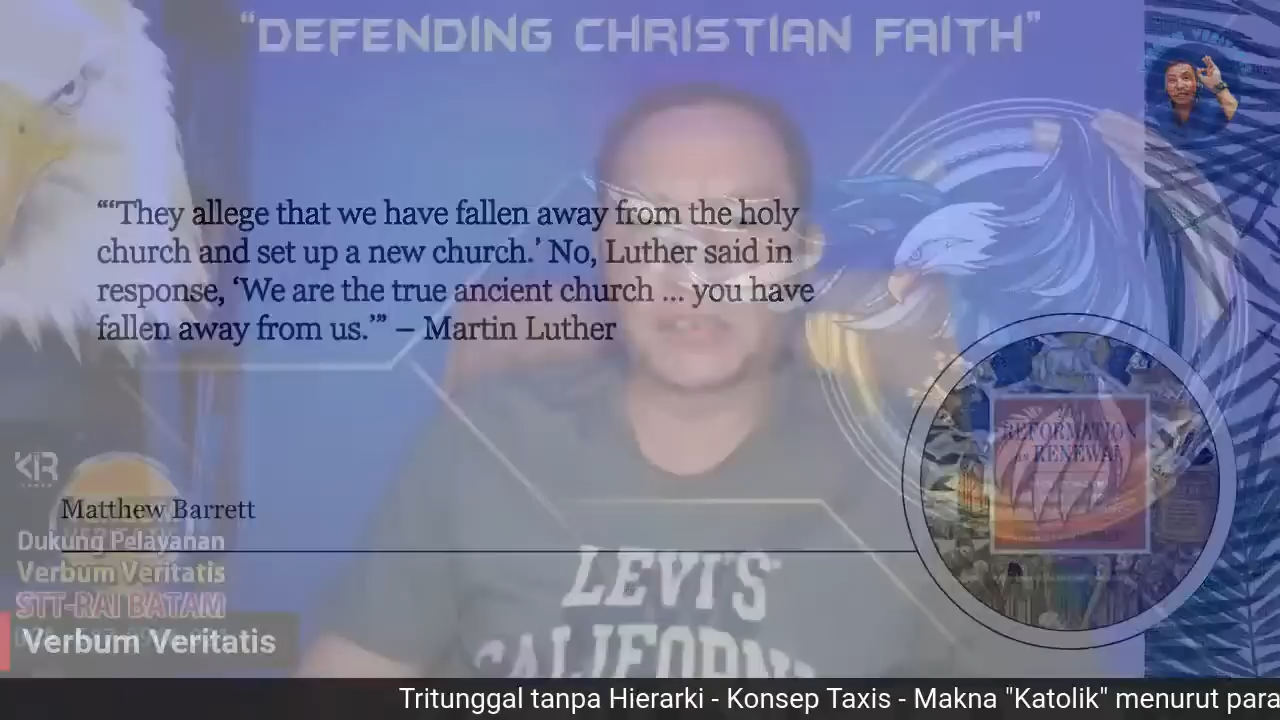 “DEFENDING CHRISTIAN FAITH”
“‘They allege that we have fallen away from the holy
church and set up a new church.’ No, Luther said in
response, ‘We are the true ancient church ... you have
fallen away from us.’” – Martin Luther
REFORMATION
AS RENEWAL
KR
Matthew Barrett
Dukung Pelayanan
Verbum Veritatis
STT-RAI BATAM
Verbum Veritatis
LEVI'S
CALIFORNI
Tritunggal tanpa Hierarki - Konsep Taxis - Makna "Katolik" menurut para